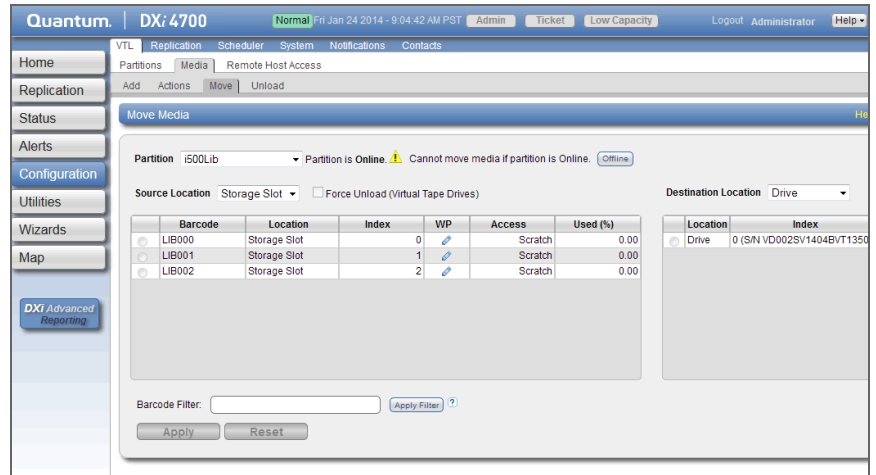 Quantum. DXi 4700 Normal Fri Jan 24 2014 - 9:04:42 AM PST Admin Ticket Low Capacity Logout Administrator Help
VTL Replication Scheduler System Notifications Contacts
Home
Partitions Media Remote Host Access
Replication
Add Actions Move Unload
Status
Move Media
Alerts
Partition i500Lib Partition is Online. Cannot move media if partition is Online. Offline
Configuration
Source Location Storage Slot Force Unload (Virtual Tape Drives) Destination Location Drive
Utilities
Wizards
Barcode Location Index WP Access Used (%) Location Index
LIB000 Storage Slot 0 Scratch 0.00 Drive 0 (S/N VD002SV1404BVT1350
LIB001 Storage Slot 1 Scratch 0.00
Map
LIB002 Storage Slot 2 Scratch 0.00
DXi Advanced
Reporting
Barcode Filter: Apply Filter ?
Apply Reset